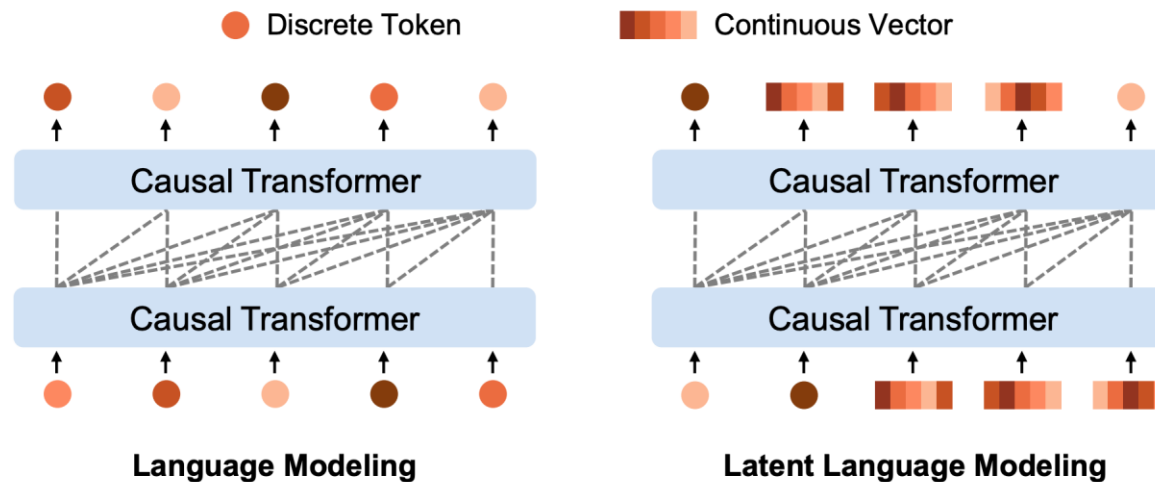 Discrete Token
Continuous Vector
Causal Transformer
Causal Transformer
Language Modeling
Causal Transformer
Causal Transformer
Latent Language Modeling